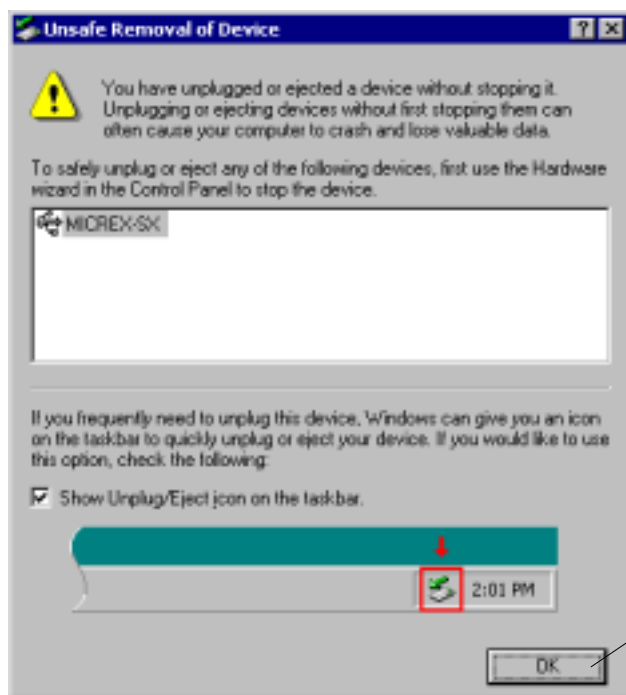 Unsafe Removal of Device
You have unplugged or ejected a device without stopping it.
Unplugging or ejecting devices without first stopping them can
often cause your computer to crash and lose valuable data.
To safely unplug or eject any of the following devices, first use the Hardware
wizard in the Control Panel to stop the device.
MICREX-SX
If you frequently need to unplug this device, Windows can give you an icon
on the taskbar to quickly unplug or eject your device. If you would like to use
this option, check the following:
Show Unplug/Eject icon on the taskbar.
2:01 PM
OK